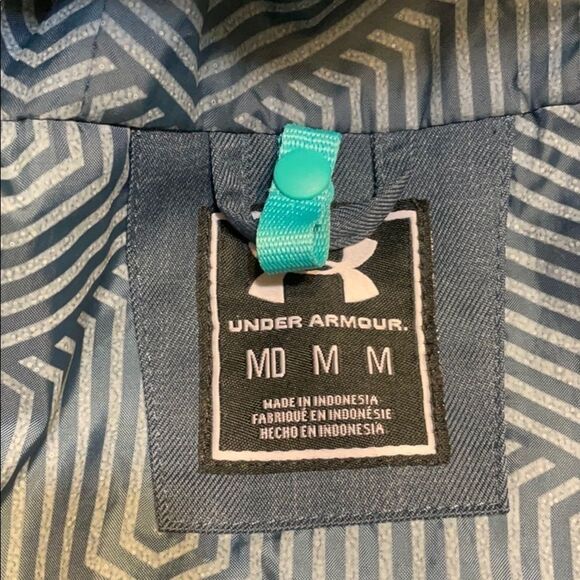 UNDER ARMOUR.
MD M M
MADE IN INDONESIA
FABRIQUÉ EN INDONÉSIE
HECHO EN INDONESIA